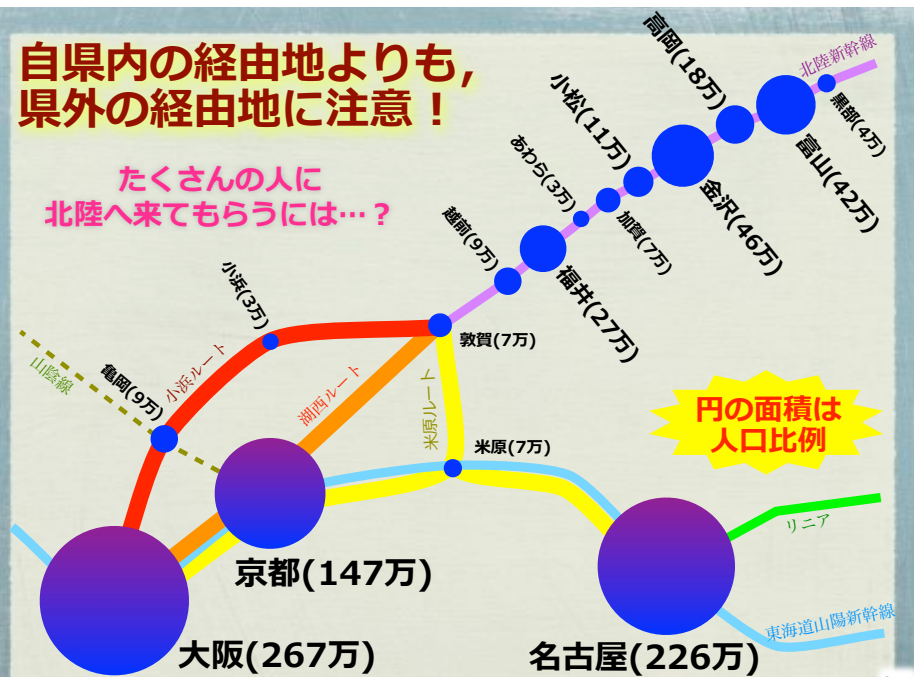 自県内の経由地よりも,
県外の経由地に注意！
たくさんの人に
北陸へ来てもらうには…？
北陸新幹線
黒部(4万)
富山(42万)
高岡(18万)
金沢(46万)
小松(11万)
加賀(7万)
あわら(3万)
福井(27万)
越前(9万)
敦賀(7万)
小浜(3万)
小浜ルート
亀岡(9万)
山陰線
湖西ルート
米原ルート
米原(7万)
円の面積は
人口比例
リニア
東海道山陽新幹線
京都(147万)
大阪(267万)
名古屋(226万)